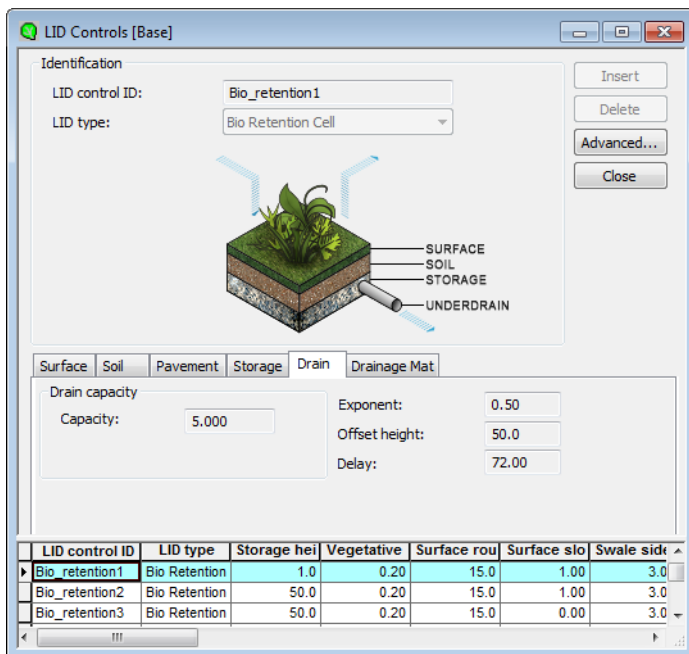 LID Controls [Base]
Identification
LID control ID: Bio_retention1
LID type: Bio Retention Cell
Insert
Delete
Advanced...
Close
SURFACE
SOIL
STORAGE
UNDERDRAIN
Surface Soil Pavement Storage Drain Drainage Mat
Drain capacity
Capacity: 5.000
Exponent: 0.50
Offset height: 50.0
Delay: 72.00
LID control ID LID type Storage hei Vegetative Surface rou Surface slo Swale side
Bio_retention1 Bio Retention 1.0 0.20 15.0 1.00 3.0
Bio_retention2 Bio Retention 50.0 0.20 15.0 1.00 3.0
Bio_retention3 Bio Retention 50.0 0.20 15.0 0.00 3.0